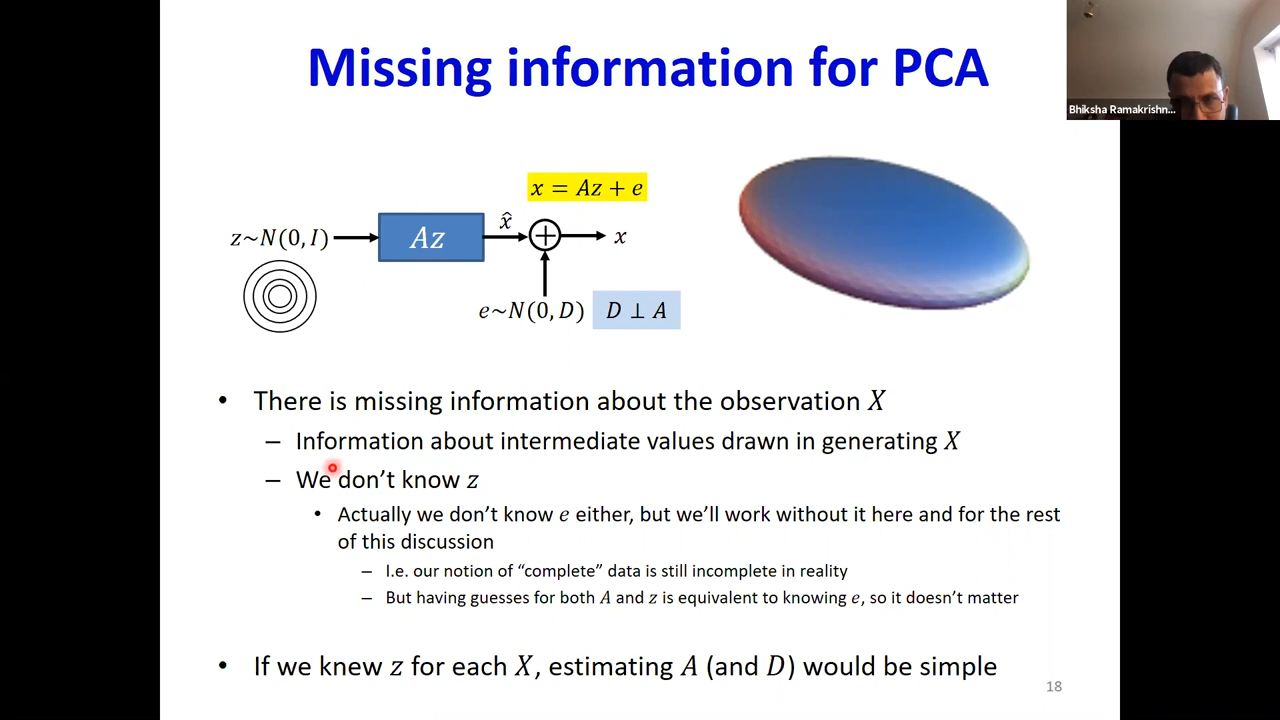 Missing information for PCA
Bhiksha Ramakrishn...
x = Az + e
z~N(0, I)
Az
x̂
x
e~N(0, D)
D ⊥ A
• There is missing information about the observation X
– Information about intermediate values drawn in generating X
– We don't know z
• Actually we don't know e either, but we'll work without it here and for the rest
of this discussion
– I.e. our notion of “complete” data is still incomplete in reality
– But having guesses for both A and z is equivalent to knowing e, so it doesn't matter
• If we knew z for each X, estimating A (and D) would be simple
18